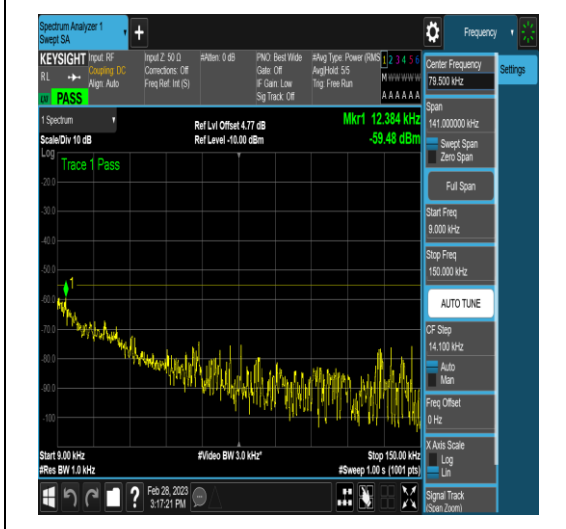 Spectrum Analyzer 1
Swept SA
+
Frequency
KEYSIGHT
Input: RF
Input Z: 50 Ω
#Atten: 0 dB
PNO: Best Wide
#Avg Type: Power (RMS
1 2 3 4 5 6
RL
Coupling: DC
Corrections: Off
Gate: Off
Avg|Hold: 5/5
M W W W W W
Align: Auto
Freq Ref: Int (S)
IF Gain: Low
Trig: Free Run
Sig Track: Off
A A A A A A
PASS
1 Spectrum
Ref Lvl Offset 4.77 dB
Mkr1 12.384 kHz
Scale/Div 10 dB
Ref Level -10.00 dBm
-59.48 dBm
Log
Trace 1 Pass
-20.0
-30.0
-40.0
-50.0
1
-60.0
-70.0
-80.0
-90.0
-100
Start 9.00 kHz
#Video BW 3.0 kHz*
Stop 150.00 kHz
#Res BW 1.0 kHz
#Sweep 1.00 s (1001 pts)
?
Feb 28, 2023
3:17:21 PM
Settings
Center Frequency
79.500 kHz
Span
141.000000 kHz
Swept Span
Zero Span
Full Span
Start Freq
9.000 kHz
Stop Freq
150.000 kHz
AUTO TUNE
CF Step
14.100 kHz
Auto
Man
Freq Offset
0 Hz
X Axis Scale
Log
Lin
Signal Track
(Span Zoom)